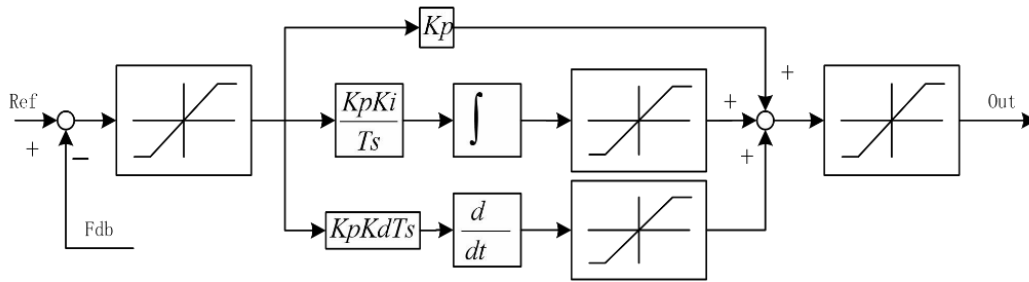 Kp
+
Ref
+
−
Fdb
KpKi
Ts
∫
+
+
Out
KpKdTs
d
dt